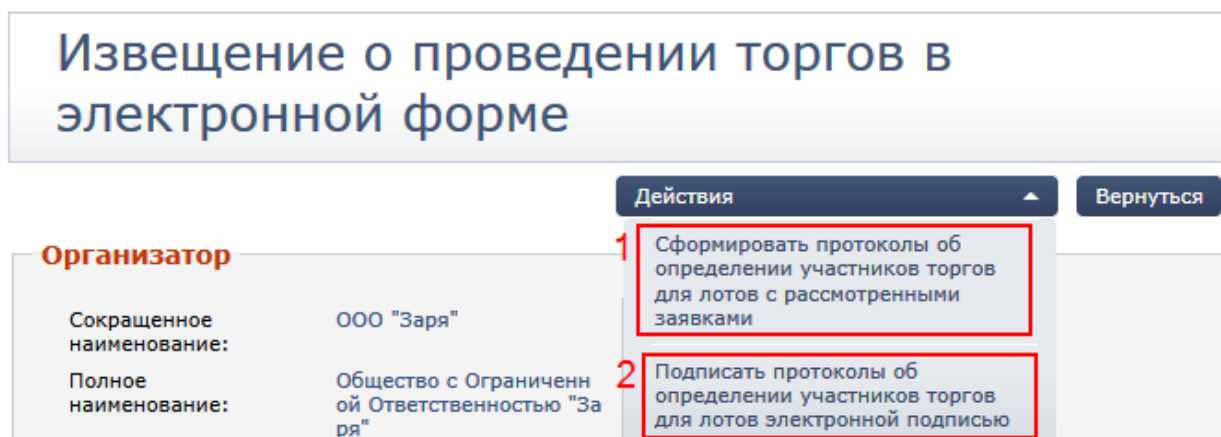 Извещение о проведении торгов в
электронной форме
Действия
Вернуться
Организатор
Сокращенное
наименование:
ООО "Заря"
Полное
наименование:
Общество с Ограниченн
ой Ответственностью "За
ря"
1
Сформировать протоколы об
определении участников торгов
для лотов с рассмотренными
заявками
2
Подписать протоколы об
определении участников торгов
для лотов электронной подписью